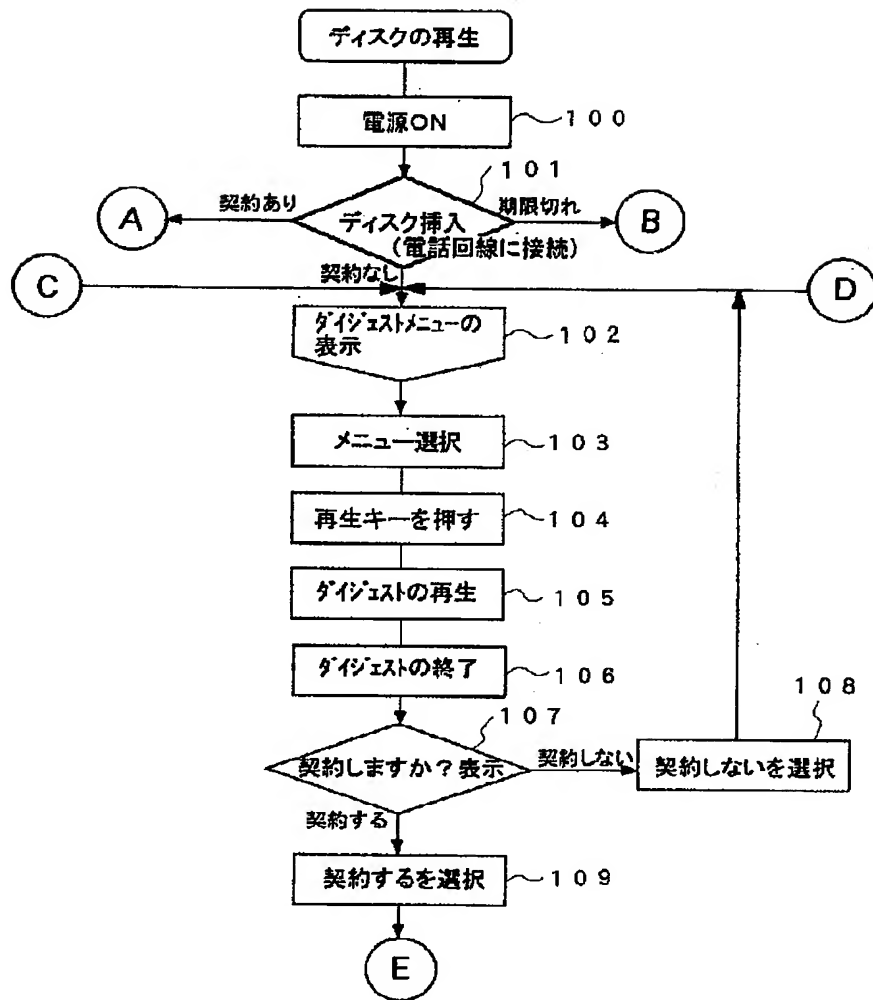 ディスクの再生
電源ON
100
101
契約あり
期限切れ
A
ディスク挿入
(電話回線に接続)
B
契約なし
C
D
ダイジェストメニューの
表示
102
メニュー選択
103
再生キーを押す
104
ダイジェストの再生
105
ダイジェストの終了
106
107
108
契約しますか?表示
契約しない
契約しないを選択
契約する
契約するを選択
109
E